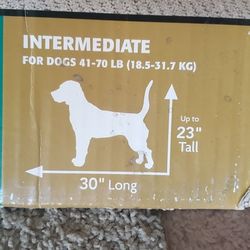 INTERMEDIATE
FOR DOGS 41-70 LB (18.5-31.7 KG)
Up to
23"
Tall
30" Long